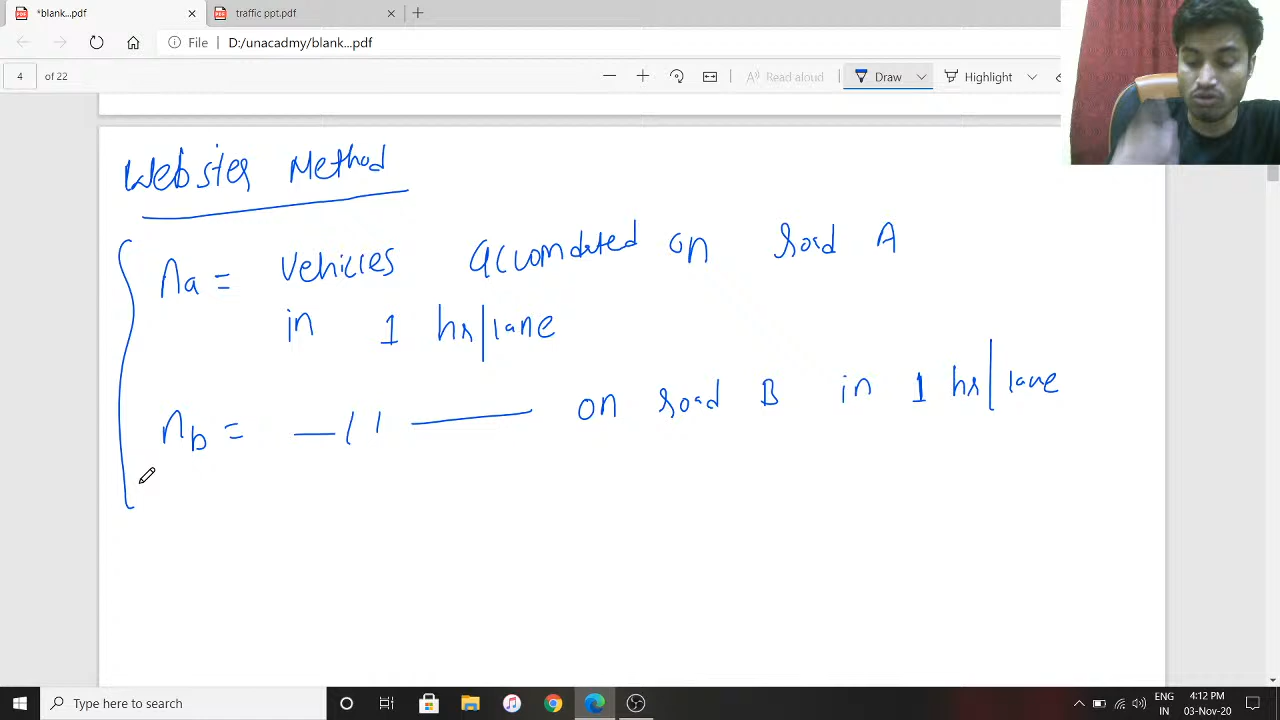 *blank...pdf
traffic ppt.pdf
File D:/unacadmy/blank...pdf
4 of 22
Read aloud
Draw
Highlight
Webster Method
na = vehicles accomdated on road A
in 1 hr/lane
nb = —//— on road B in 1 hr/lane
Type here to search
ENG
IN
4:12 PM
03-Nov-20